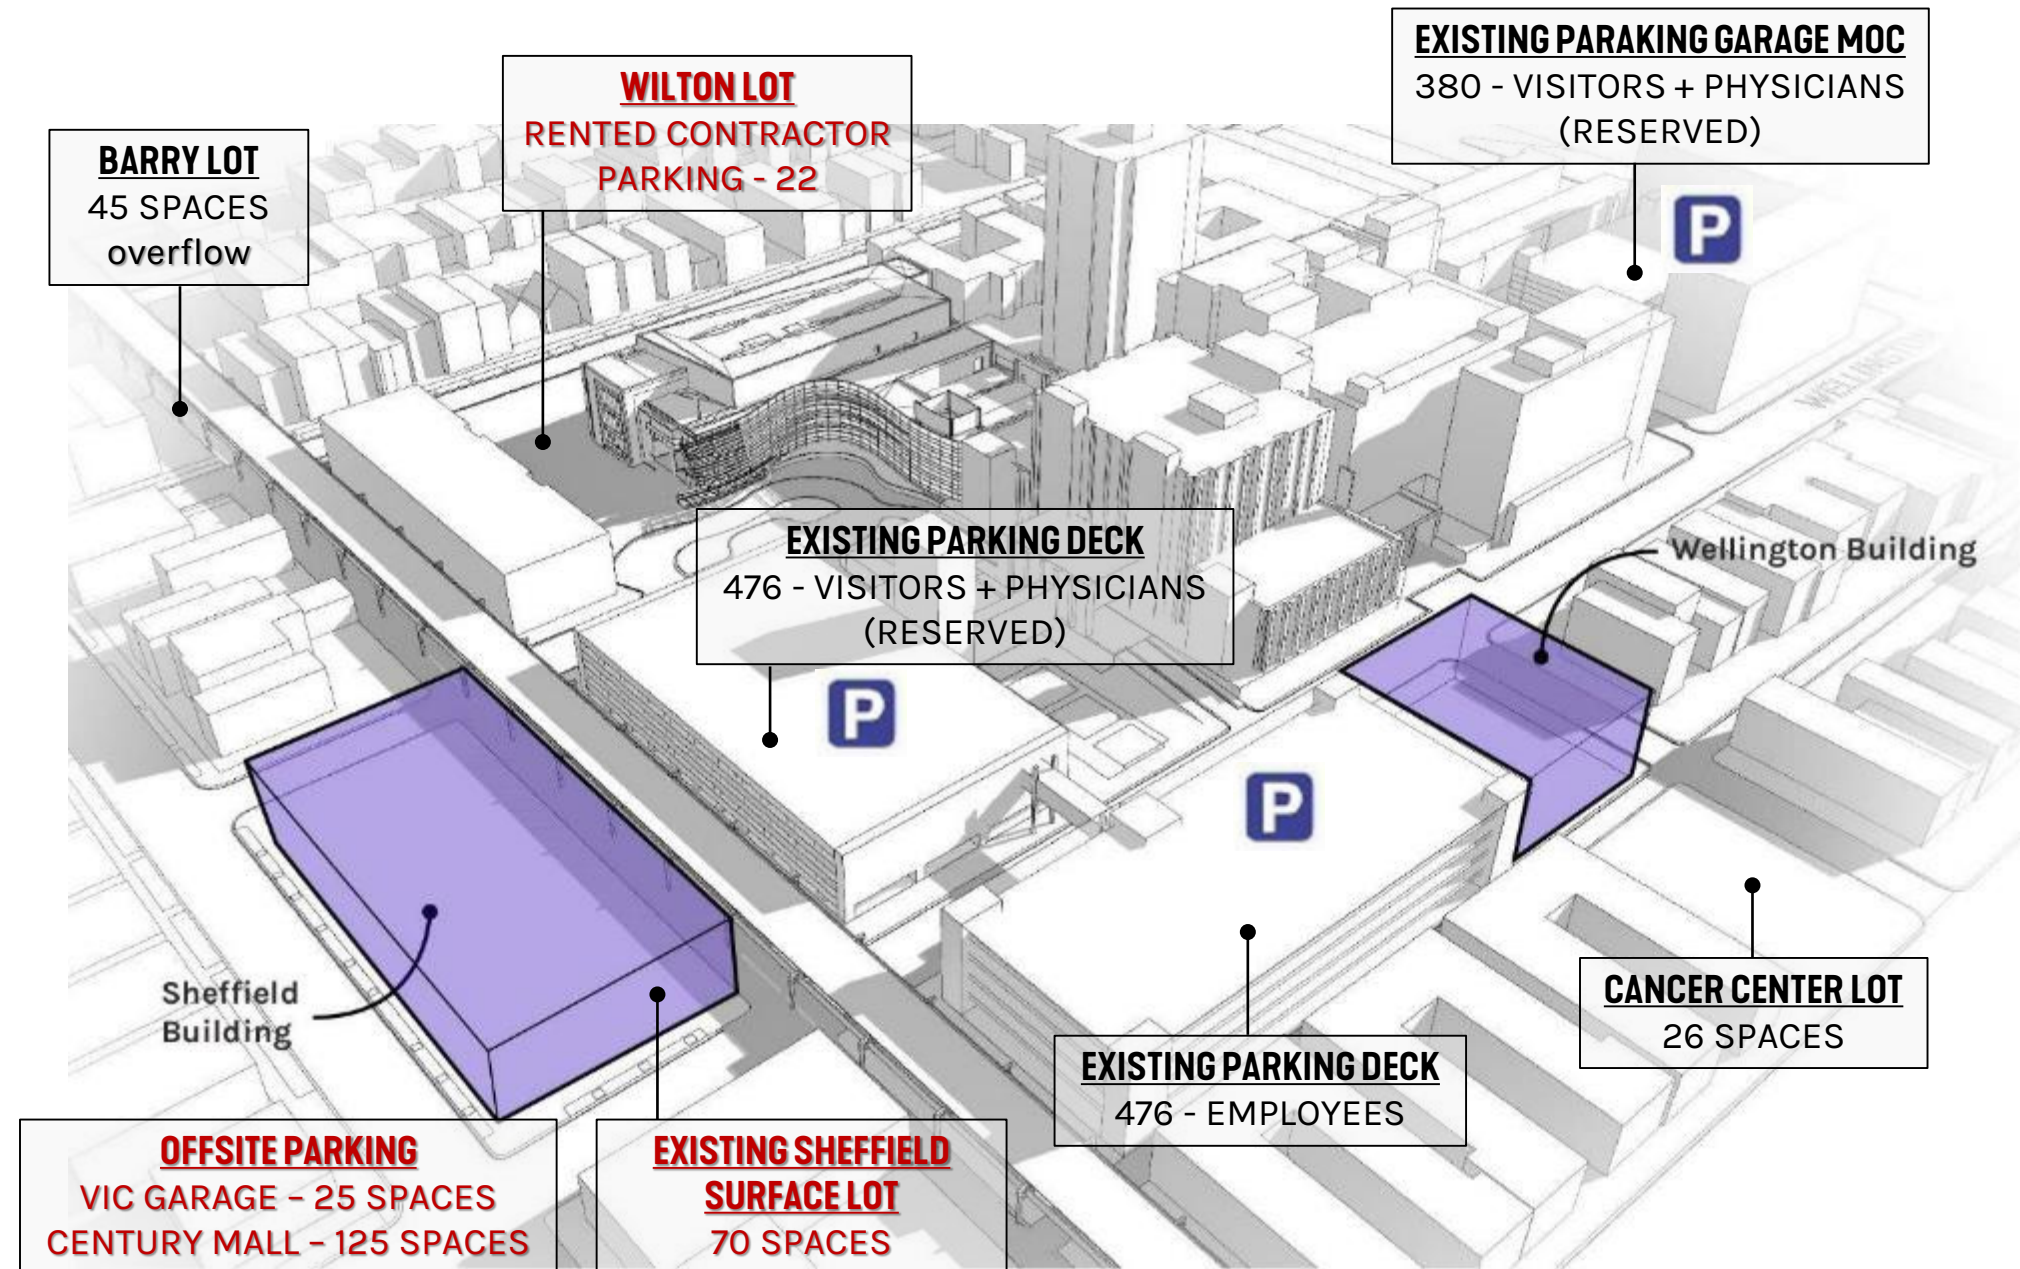 EXISTING PARAKING GARAGE MOC
380 - VISITORS + PHYSICIANS
(RESERVED)
WILTON LOT
RENTED CONTRACTOR
PARKING - 22
BARRY LOT
45 SPACES
overflow
P
WELLINGTON
EXISTING PARKING DECK
476 - VISITORS + PHYSICIANS
(RESERVED)
Wellington Building
P
P
Sheffield
Building
CANCER CENTER LOT
26 SPACES
EXISTING PARKING DECK
476 - EMPLOYEES
OFFSITE PARKING
VIC GARAGE – 25 SPACES
CENTURY MALL – 125 SPACES
EXISTING SHEFFIELD
SURFACE LOT
70 SPACES